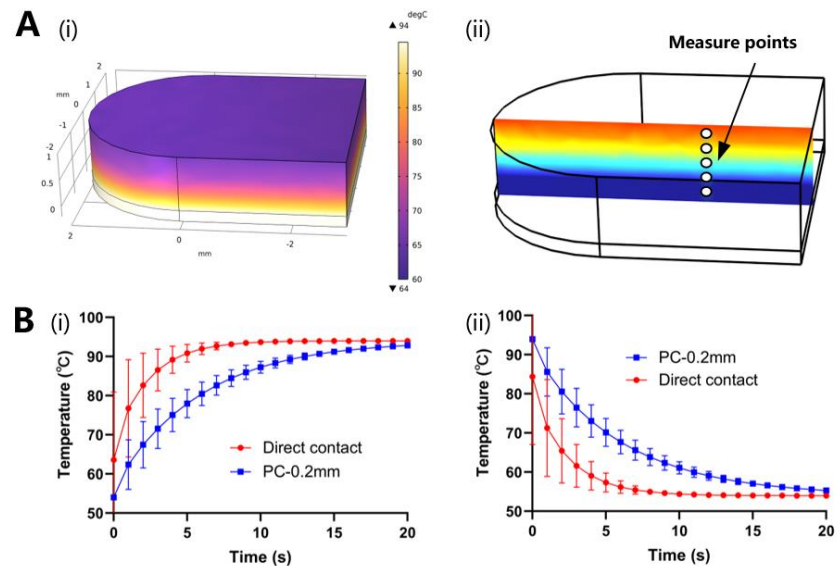 A (i)
degC
▲ 94
90
85
80
75
70
65
60
▼ 64
2
1
mm
0
-1
-2
1
0.5
0
mm
2
0
mm
-2
(ii)
Measure points
B (i)
Temperature (°C)
100
90
80
70
60
50
Direct contact
PC-0.2mm
0 5 10 15 20
Time (s)
(ii)
Temperature (°C)
100
90
80
70
60
50
PC-0.2mm
Direct contact
0 5 10 15 20
Time (s)